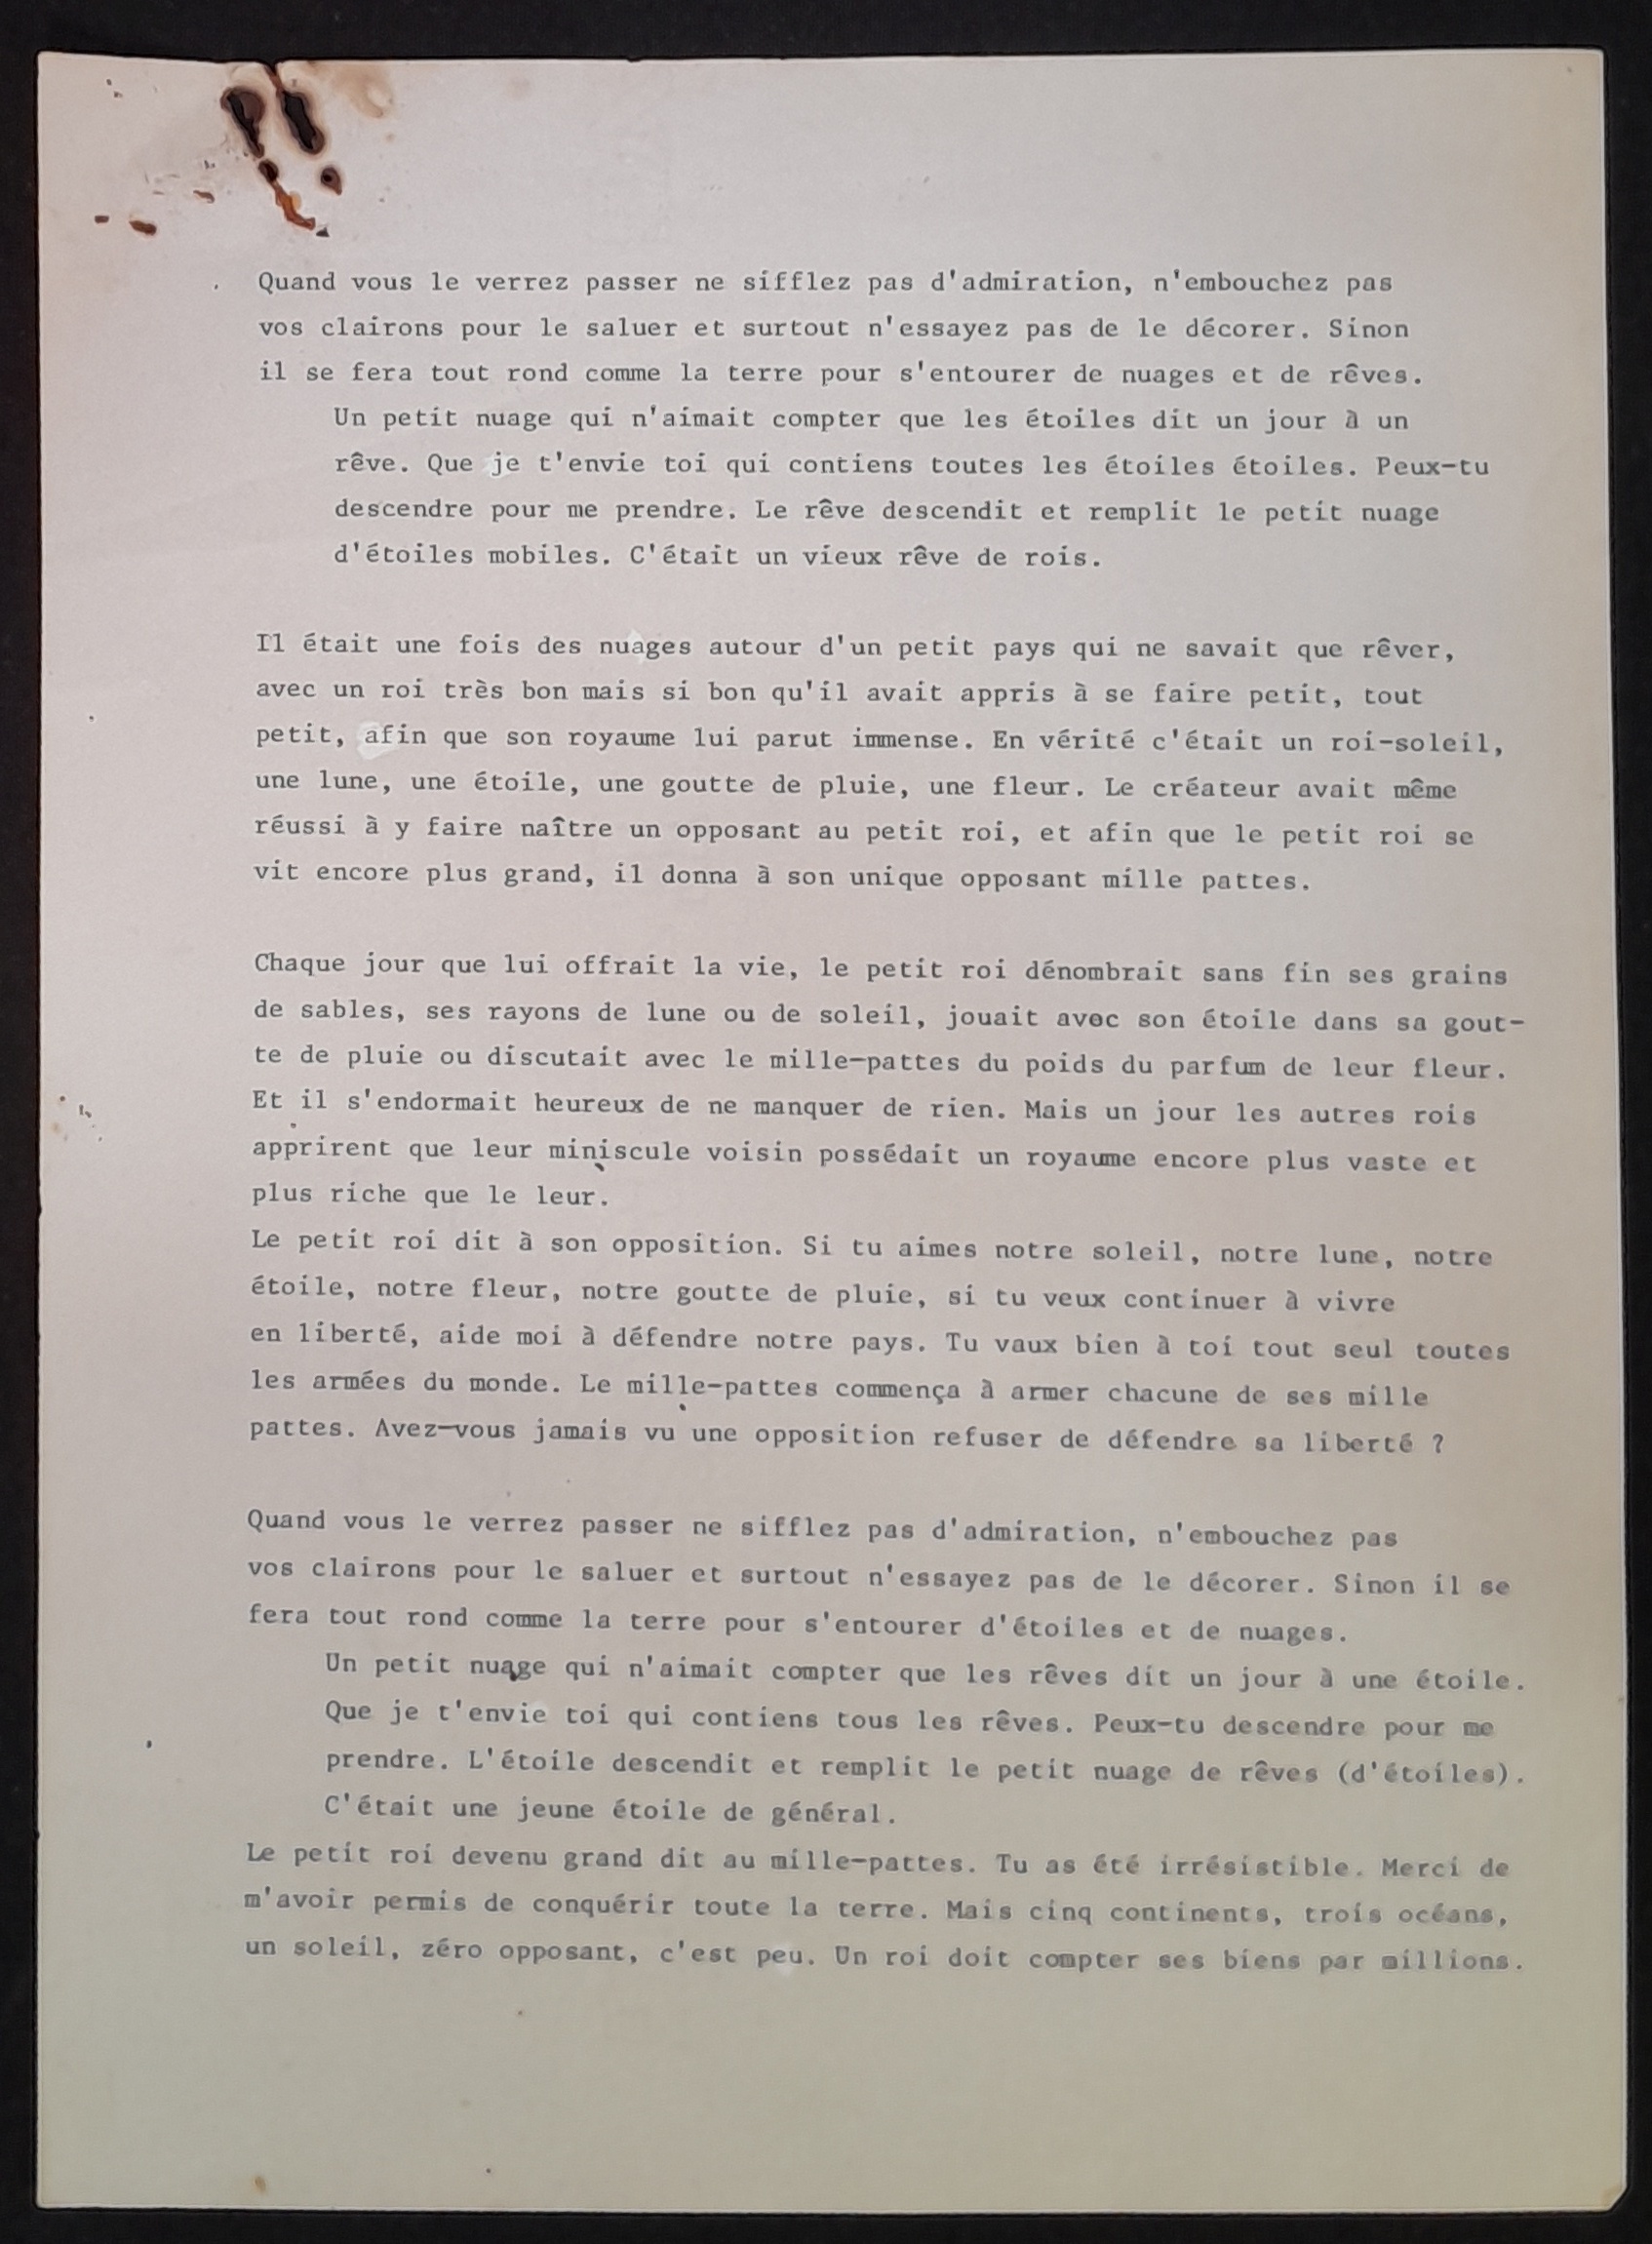 Quand vous le verrez passer ne sifflez pas d'admiration, n'embouchez pas
vos clairons pour le saluer et surtout n'essayez pas de le décorer. Sinon
il se fera tout rond comme la terre pour s'entourer de nuages et de rêves.
Un petit nuage qui n'aimait compter que les étoiles dit un jour à un
rêve. Que je t'envie toi qui contiens toutes les étoiles étoiles. Peux-tu
descendre pour me prendre. Le rêve descendit et remplit le petit nuage
d'étoiles mobiles. C'était un vieux rêve de rois.
Il était une fois des nuages autour d'un petit pays qui ne savait que rêver,
avec un roi très bon mais si bon qu'il avait appris à se faire petit, tout
petit, afin que son royaume lui parut immense. En vérité c'était un roi-soleil,
une lune, une étoile, une goutte de pluie, une fleur. Le créateur avait même
réussi à y faire naître un opposant au petit roi, et afin que le petit roi se
vit encore plus grand, il donna à son unique opposant mille pattes.
Chaque jour que lui offrait la vie, le petit roi dénombrait sans fin ses grains
de sables, ses rayons de lune ou de soleil, jouait avec son étoile dans sa gout-
te de pluie ou discutait avec le mille-pattes du poids du parfum de leur fleur.
Et il s'endormait heureux de ne manquer de rien. Mais un jour les autres rois
apprirent que leur miniscule voisin possédait un royaume encore plus vaste et
plus riche que le leur.
Le petit roi dit à son opposition. Si tu aimes notre soleil, notre lune, notre
étoile, notre fleur, notre goutte de pluie, si tu veux continuer à vivre
en liberté, aide moi à défendre notre pays. Tu vaux bien à toi tout seul toutes
les armées du monde. Le mille-pattes commença à armer chacune de ses mille
pattes. Avez-vous jamais vu une opposition refuser de défendre sa liberté ?
Quand vous le verrez passer ne sifflez pas d'admiration, n'embouchez pas
vos clairons pour le saluer et surtout n'essayez pas de le décorer. Sinon il se
fera tout rond comme la terre pour s'entourer d'étoiles et de nuages.
Un petit nuage qui n'aimait compter que les rêves dit un jour à une étoile.
Que je t'envie toi qui contiens tous les rêves. Peux-tu descendre pour me
prendre. L'étoile descendit et remplit le petit nuage de rêves (d'étoiles).
C'était une jeune étoile de général.
Le petit roi devenu grand dit au mille-pattes. Tu as été irrésistible. Merci de
m'avoir permis de conquérir toute la terre. Mais cinq continents, trois océans,
un soleil, zéro opposant, c'est peu. Un roi doit compter ses biens par millions.